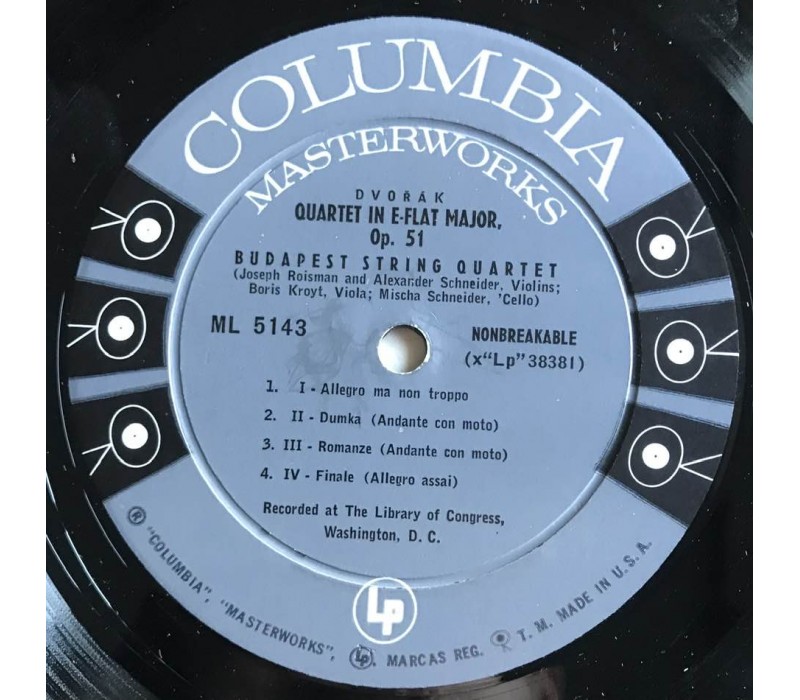 COLUMBIA
MASTERWORKS
DVOŘÁK
QUARTET IN E-FLAT MAJOR,
Op. 51
BUDAPEST STRING QUARTET
(Joseph Roisman and Alexander Schneider, Violins;
Boris Kroyt, Viola; Mischa Schneider, 'Cello)
ML 5143
NONBREAKABLE
(x“Lp”38381)
1. I - Allegro ma non troppo
2. II - Dumka (Andante con moto)
3. III - Romanze (Andante con moto)
4. IV - Finale (Allegro assai)
Recorded at The Library of Congress,
Washington, D. C.
Lp
® “COLUMBIA”, “MASTERWORKS”, Lp. MARCAS REG. T. M. MADE IN U. S. A.